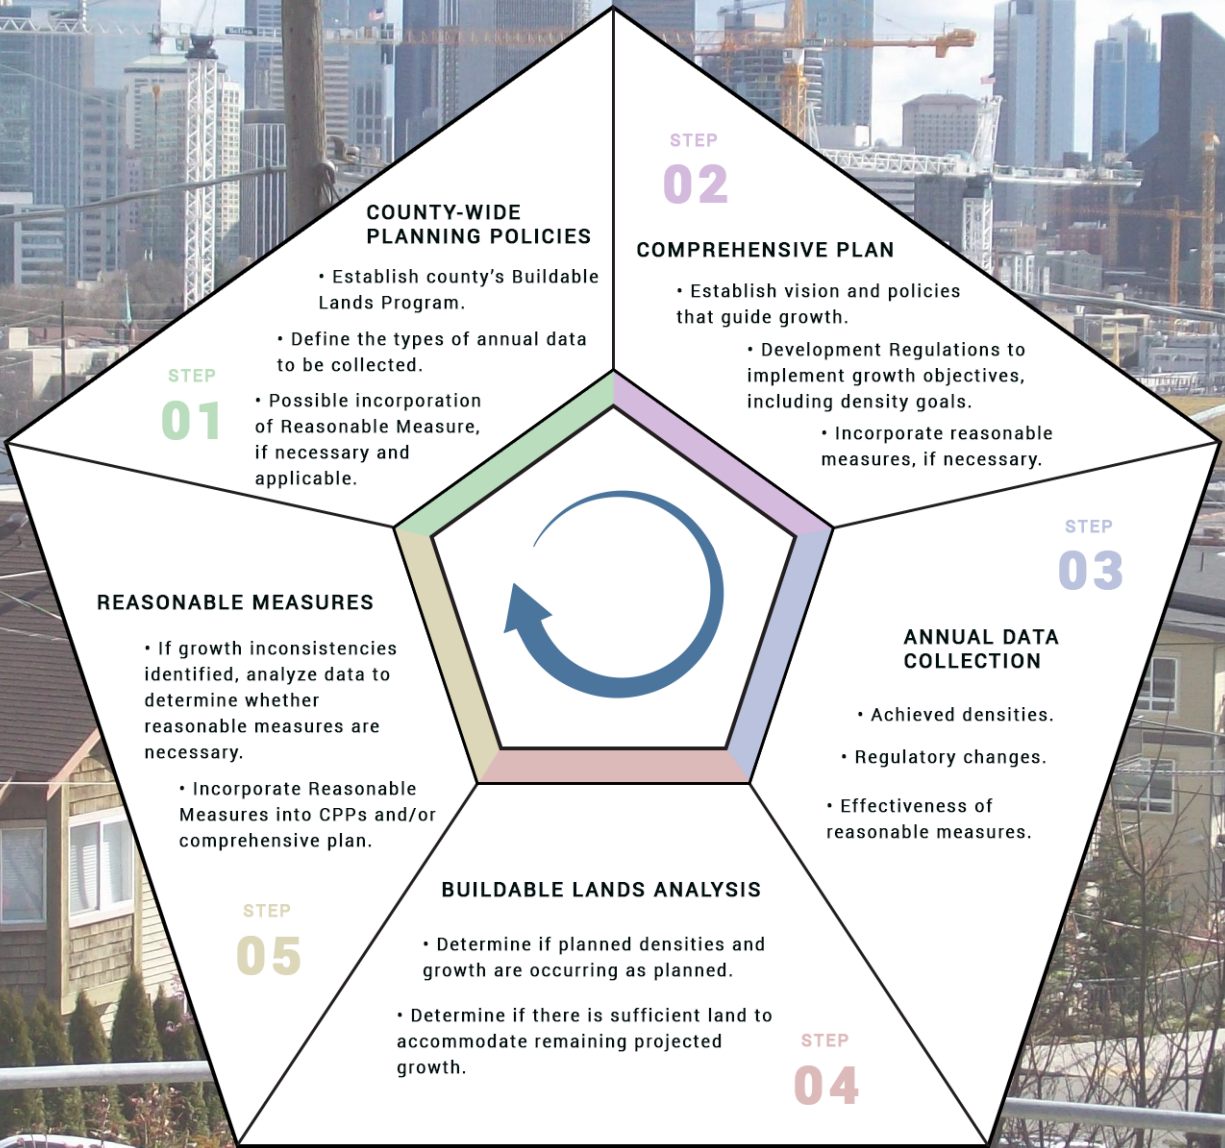 STEP
01
COUNTY-WIDE
PLANNING POLICIES
• Establish county’s Buildable
Lands Program.
• Define the types of annual data
to be collected.
• Possible incorporation
of Reasonable Measure,
if necessary and
applicable.
STEP
02
COMPREHENSIVE PLAN
• Establish vision and policies
that guide growth.
• Development Regulations to
implement growth objectives,
including density goals.
• Incorporate reasonable
measures, if necessary.
STEP
03
ANNUAL DATA
COLLECTION
• Achieved densities.
• Regulatory changes.
• Effectiveness of
reasonable measures.
BUILDABLE LANDS ANALYSIS
• Determine if planned densities and
growth are occurring as planned.
• Determine if there is sufficient land to
accommodate remaining projected
growth.
STEP
04
REASONABLE MEASURES
• If growth inconsistencies
identified, analyze data to
determine whether
reasonable measures are
necessary.
• Incorporate Reasonable
Measures into CPPs and/or
comprehensive plan.
STEP
05